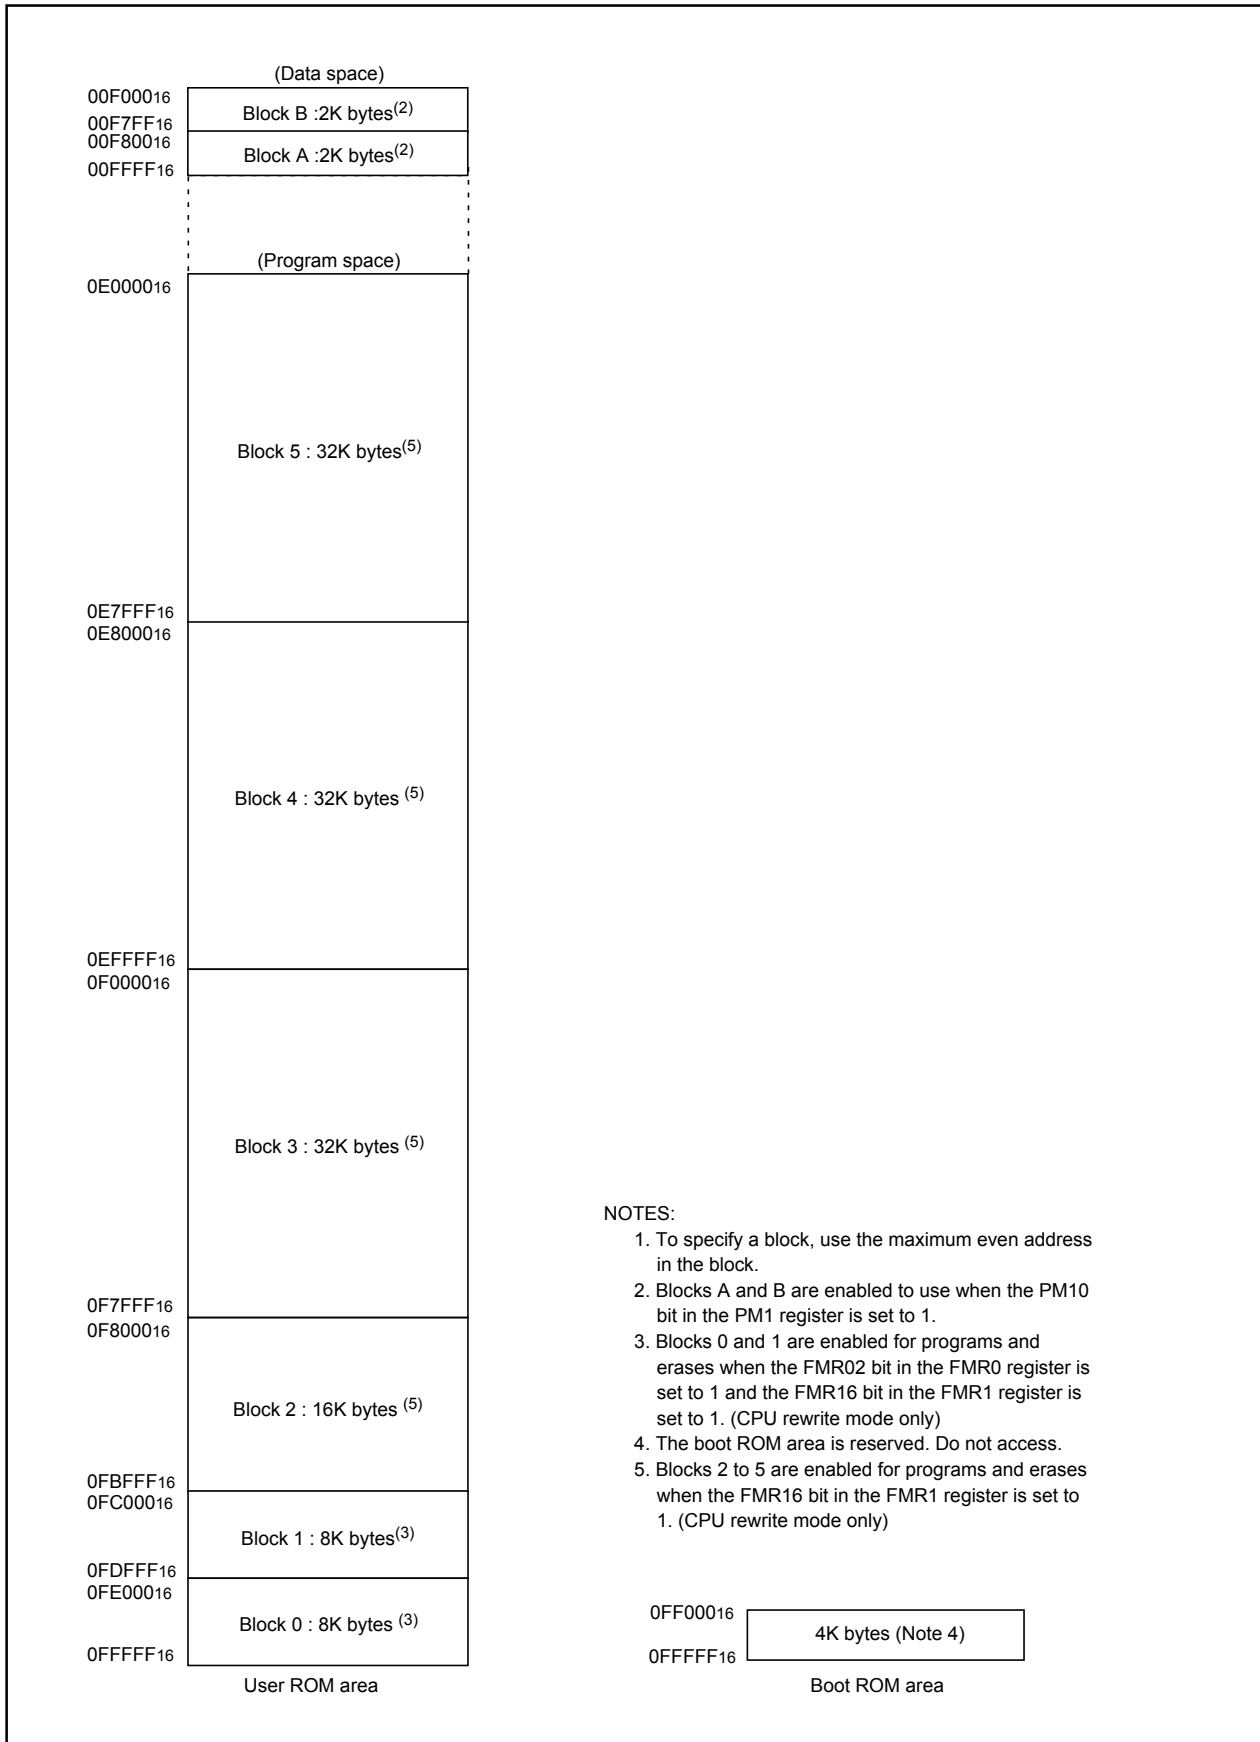 (Data space)
00F00016
Block B :2K bytes(2)
00F7FF16
00F80016
Block A :2K bytes(2)
00FFFF16
(Program space)
0E000016
Block 5 : 32K bytes(5)
0E7FFF16
0E800016
Block 4 : 32K bytes (5)
0EFFFF16
0F000016
Block 3 : 32K bytes (5)
0F7FFF16
0F800016
Block 2 : 16K bytes (5)
0FBFFF16
0FC00016
Block 1 : 8K bytes(3)
0FDFFF16
0FE00016
Block 0 : 8K bytes (3)
0FFFFF16
User ROM area
NOTES:
1. To specify a block, use the maximum even address
in the block.
2. Blocks A and B are enabled to use when the PM10
bit in the PM1 register is set to 1.
3. Blocks 0 and 1 are enabled for programs and
erases when the FMR02 bit in the FMR0 register is
set to 1 and the FMR16 bit in the FMR1 register is
set to 1. (CPU rewrite mode only)
4. The boot ROM area is reserved. Do not access.
5. Blocks 2 to 5 are enabled for programs and erases
when the FMR16 bit in the FMR1 register is set to
1. (CPU rewrite mode only)
0FF00016
4K bytes (Note 4)
0FFFFF16
Boot ROM area